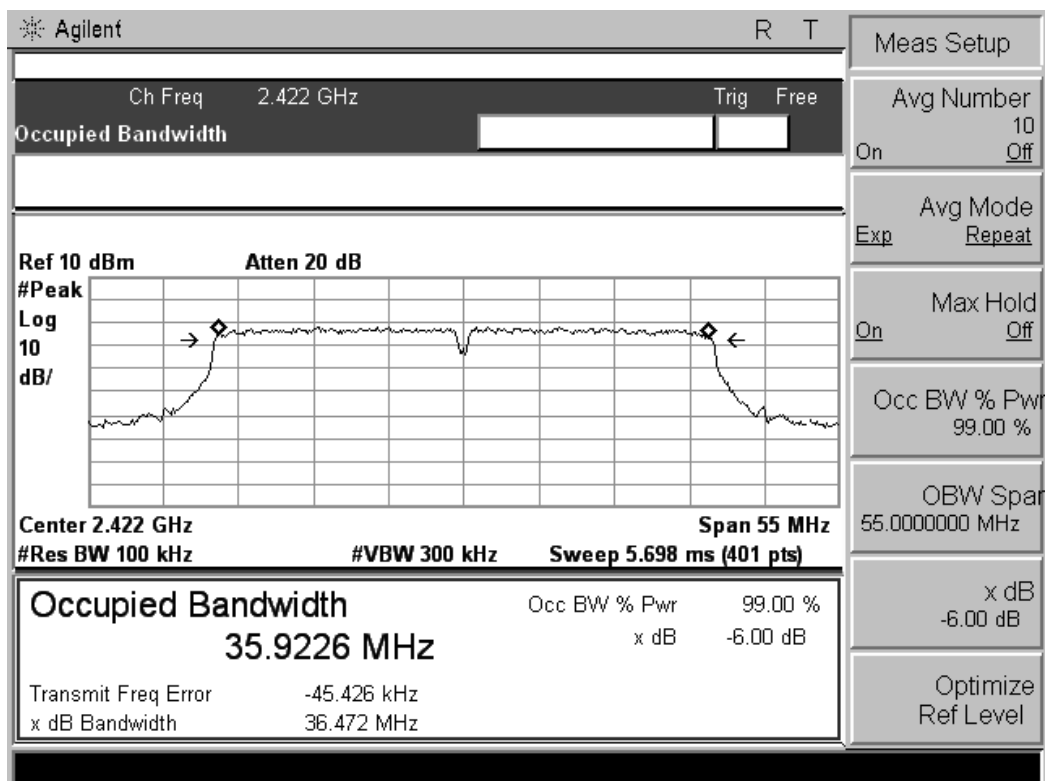 Agilent R T
Ch Freq 2.422 GHz Trig Free
Occupied Bandwidth
Ref 10 dBm Atten 20 dB
#Peak
Log
10
dB/
Center 2.422 GHz Span 55 MHz
#Res BW 100 kHz #VBW 300 kHz Sweep 5.698 ms (401 pts)
Occupied Bandwidth
35.9226 MHz
Occ BW % Pwr 99.00 %
x dB -6.00 dB
Transmit Freq Error -45.426 kHz
x dB Bandwidth 36.472 MHz
Meas Setup
Avg Number
10
On Off
Avg Mode
Exp Repeat
Max Hold
On Off
Occ BW % Pwr
99.00 %
OBW Span
55.0000000 MHz
x dB
-6.00 dB
Optimize
Ref Level